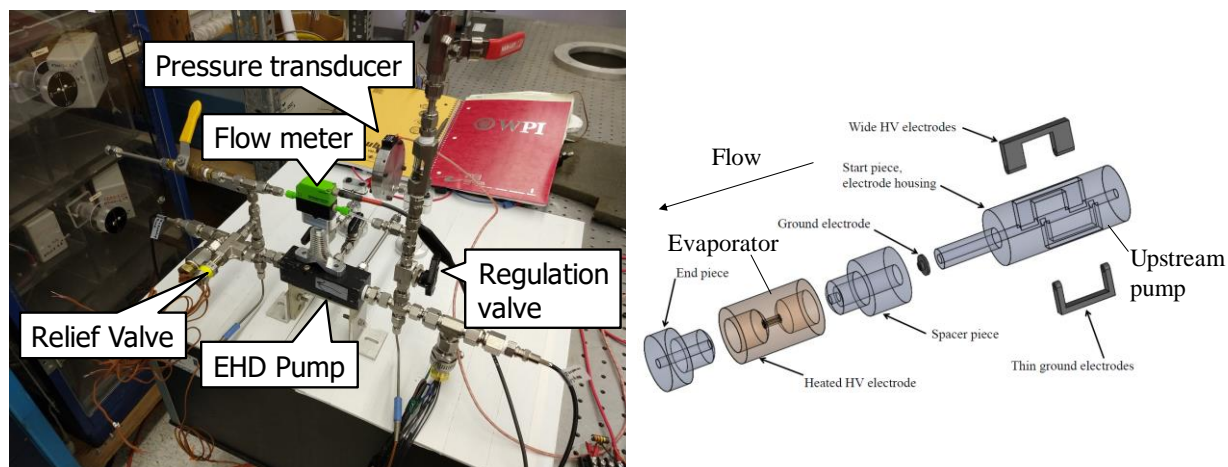 Pressure transducer
Flow meter
WPI
Regulation
valve
Relief Valve
EHD Pump
Wide HV electrodes
Flow
Start piece,
electrode housing
Ground electrode
Evaporator
End piece
Upstream
pump
Spacer piece
Heated HV electrode
Thin ground electrodes